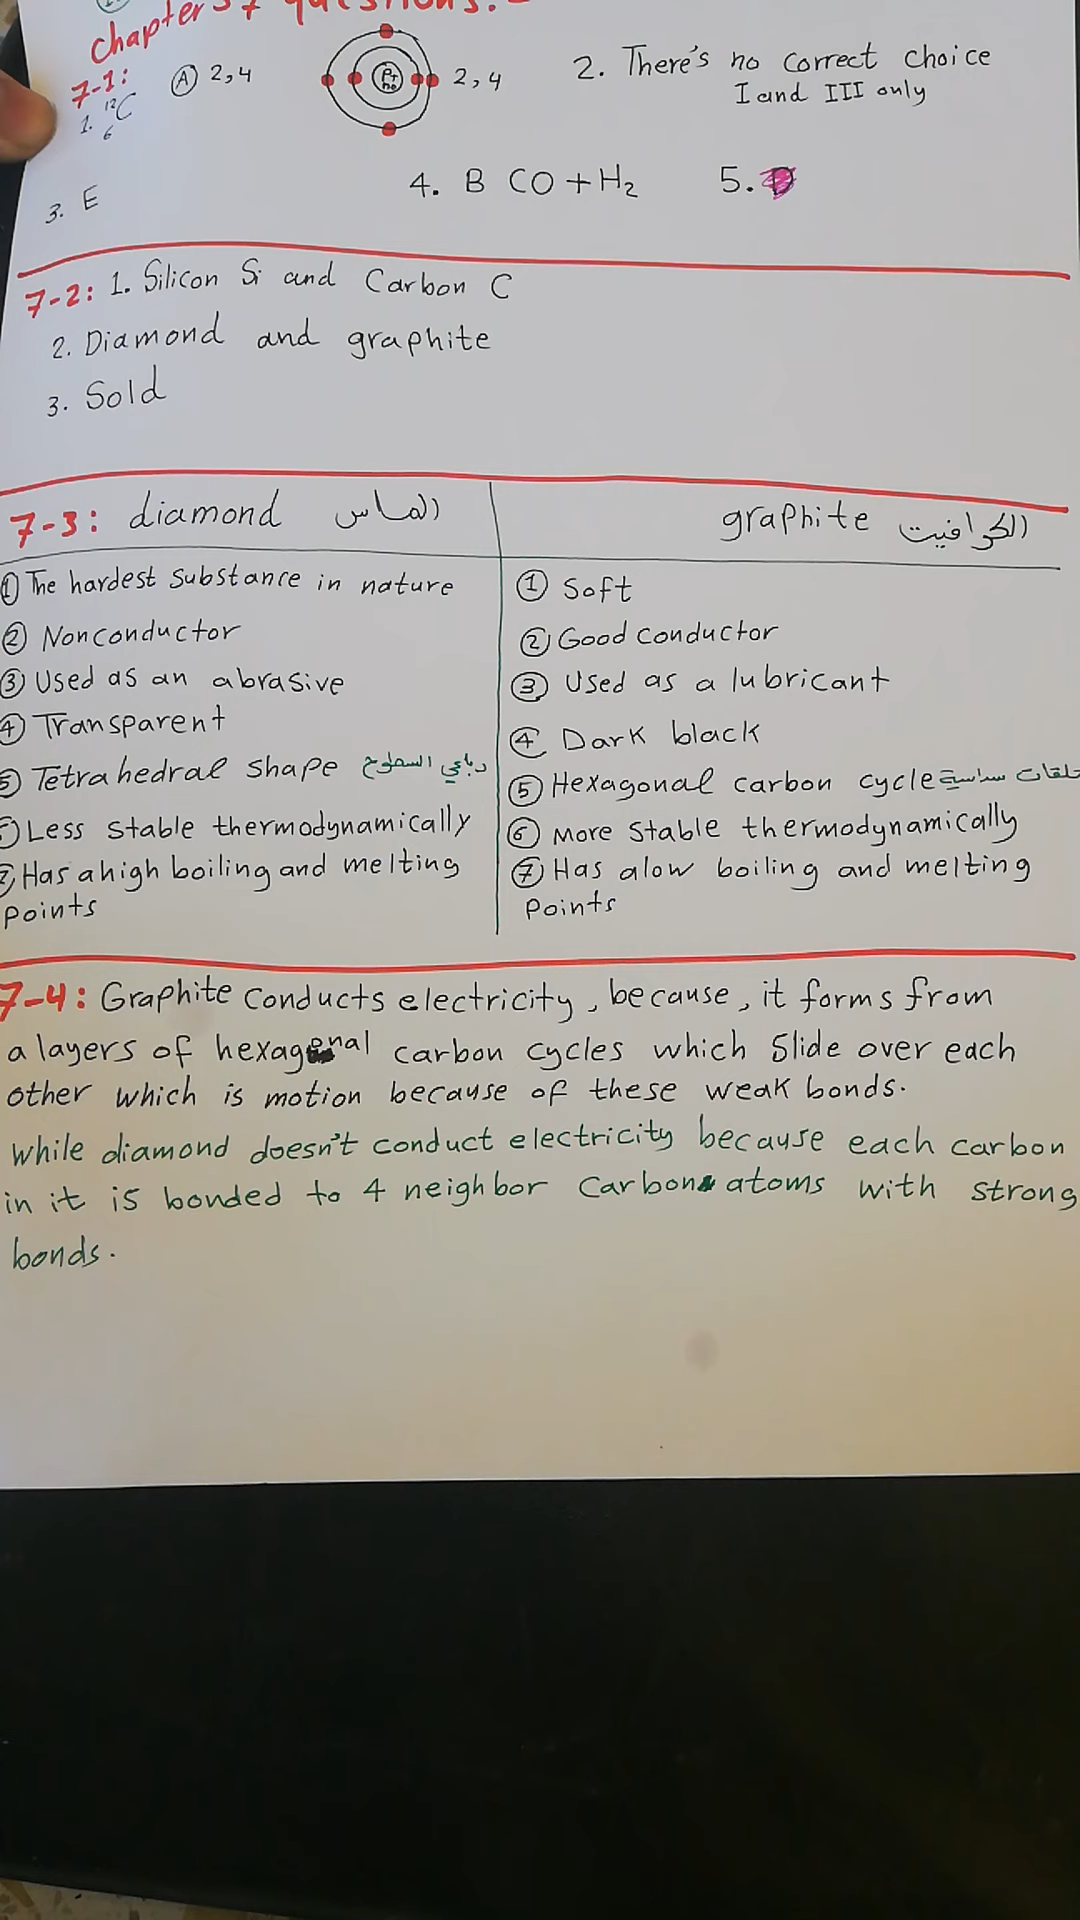 chapter's 7 questions:-
7-1:
1. ¹²₆C
Ⓐ 2,4
2,4
2. There's no correct choice
I and III only
3. E
4. B CO + H₂
5. D
7-2: 1. Silicon Si and Carbon C
2. Diamond and graphite
3. Sold
7-3: diamond الماس
① The hardest substance in nature
② Nonconductor
③ Used as an abrasive
④ Transparent
⑤ Tetrahedral shape رباعي السطوح
Less stable thermodynamically
⑦ Has a high boiling and melting
points
graphite الكرافيت
① Soft
② Good conductor
③ Used as a lubricant
④ Dark black
⑤ Hexagonal carbon cycle حلقات سداسية
⑥ More stable thermodynamically
⑦ Has a low boiling and melting
points
7-4: Graphite conducts electricity, because, it forms from
a layers of hexagonal carbon cycles which slide over each
other which is motion because of these weak bonds.
while diamond doesn't conduct electricity because each carbon
in it is bonded to 4 neighbor carbon atoms with strong
bonds.